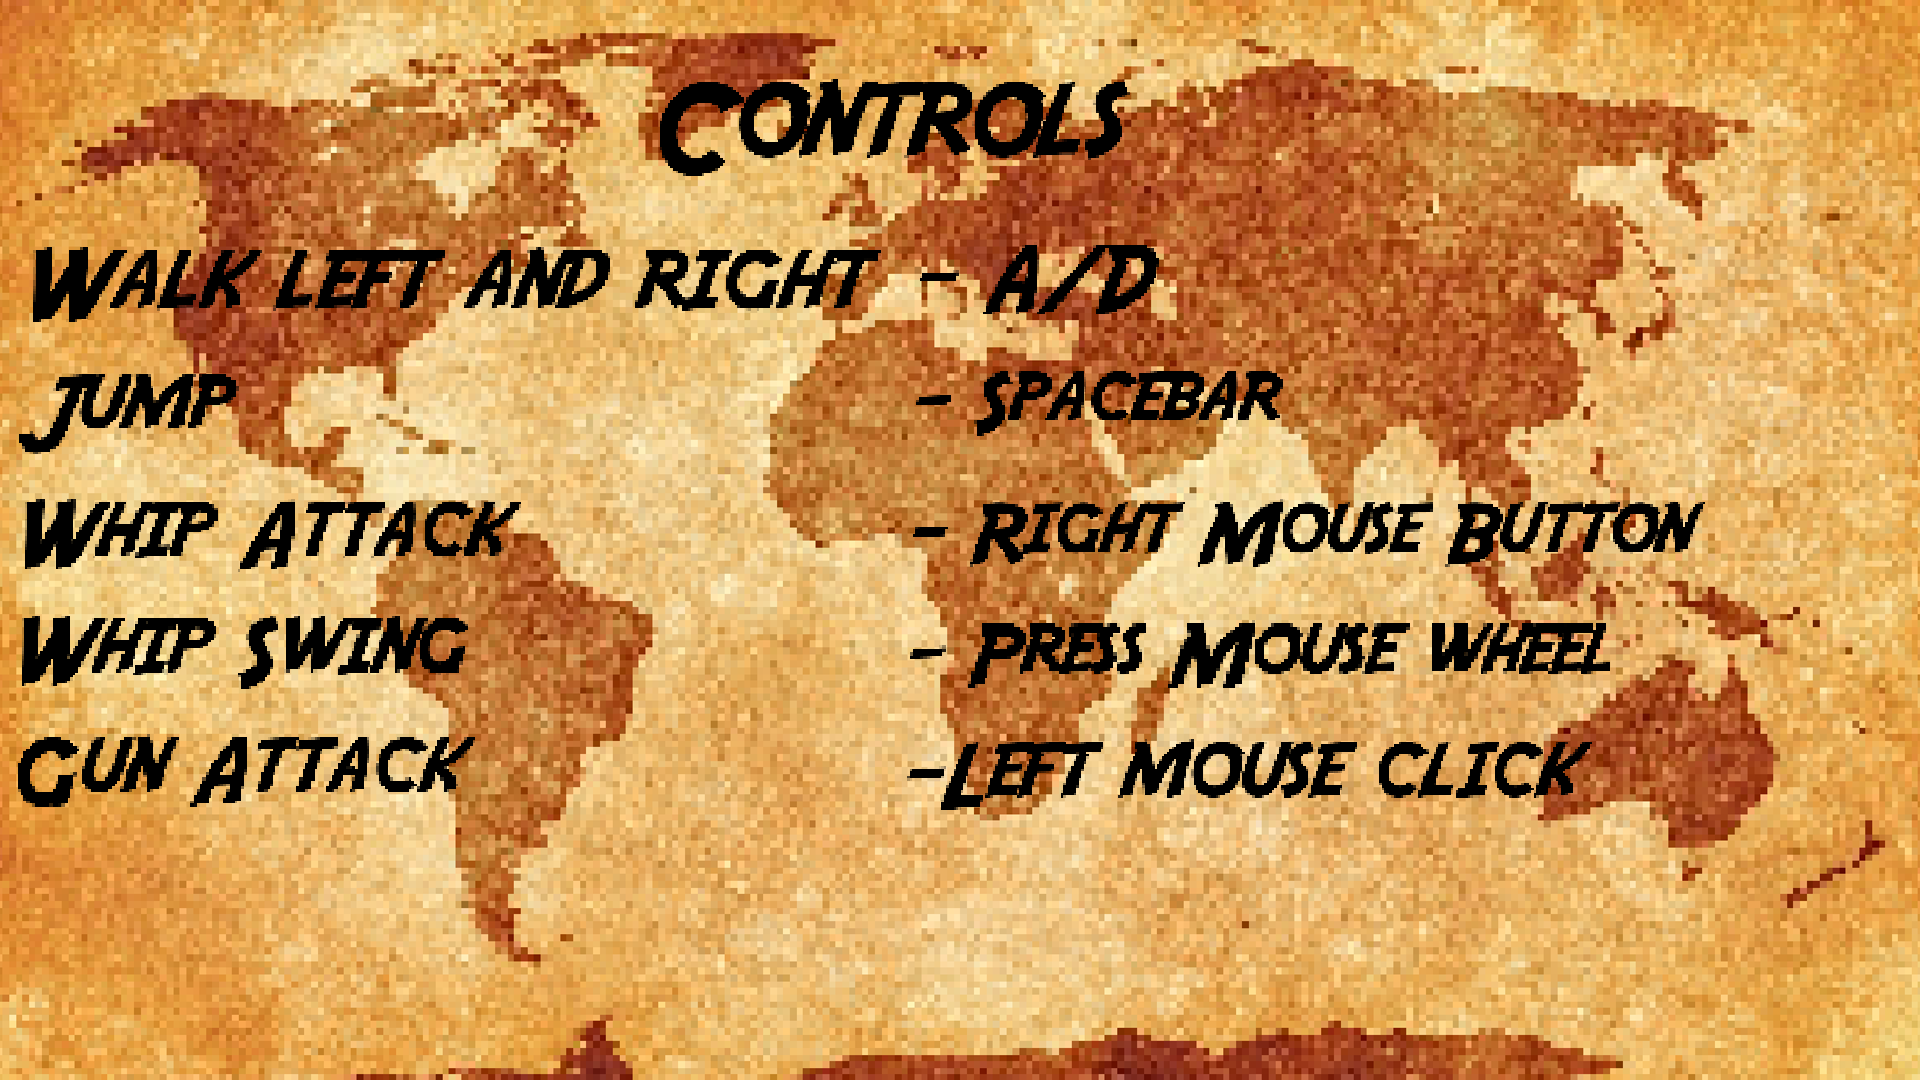 Controls
Walk left and right - A/D
Jump - Spacebar
Whip Attack - Right Mouse Button
Whip Swing - Press Mouse wheel
Gun Attack -Left mouse click